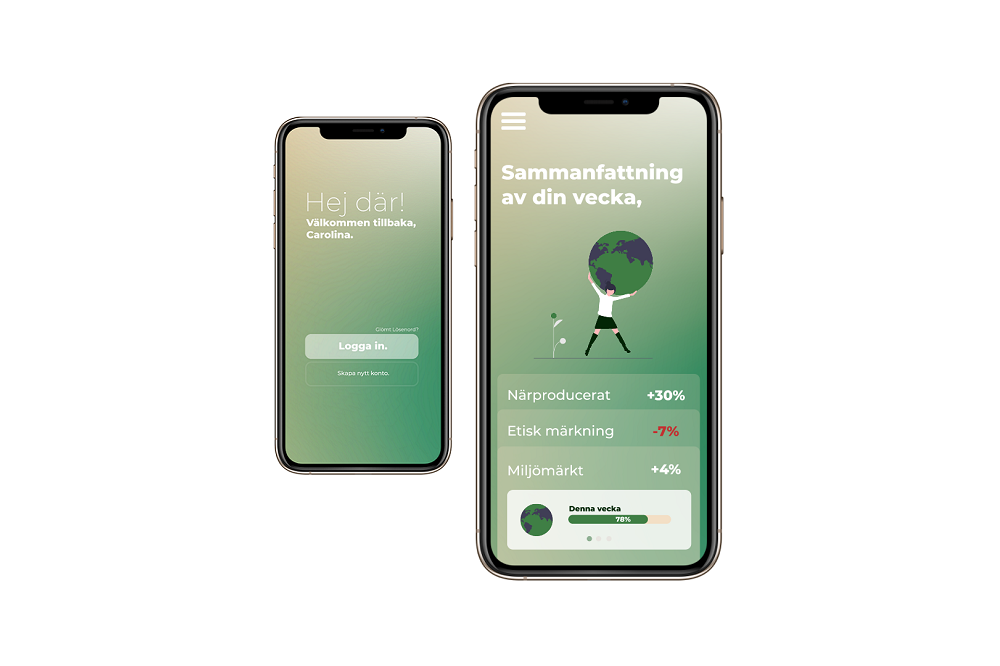 Hej där!
Välkommen tillbaka,
Carolina.
Glömt Lösenord?
Logga in.
Skapa nytt konto.
Sammanfattning
av din vecka,
Närproducerat +30%
Etisk märkning -7%
Miljömärkt +4%
Denna vecka
78%